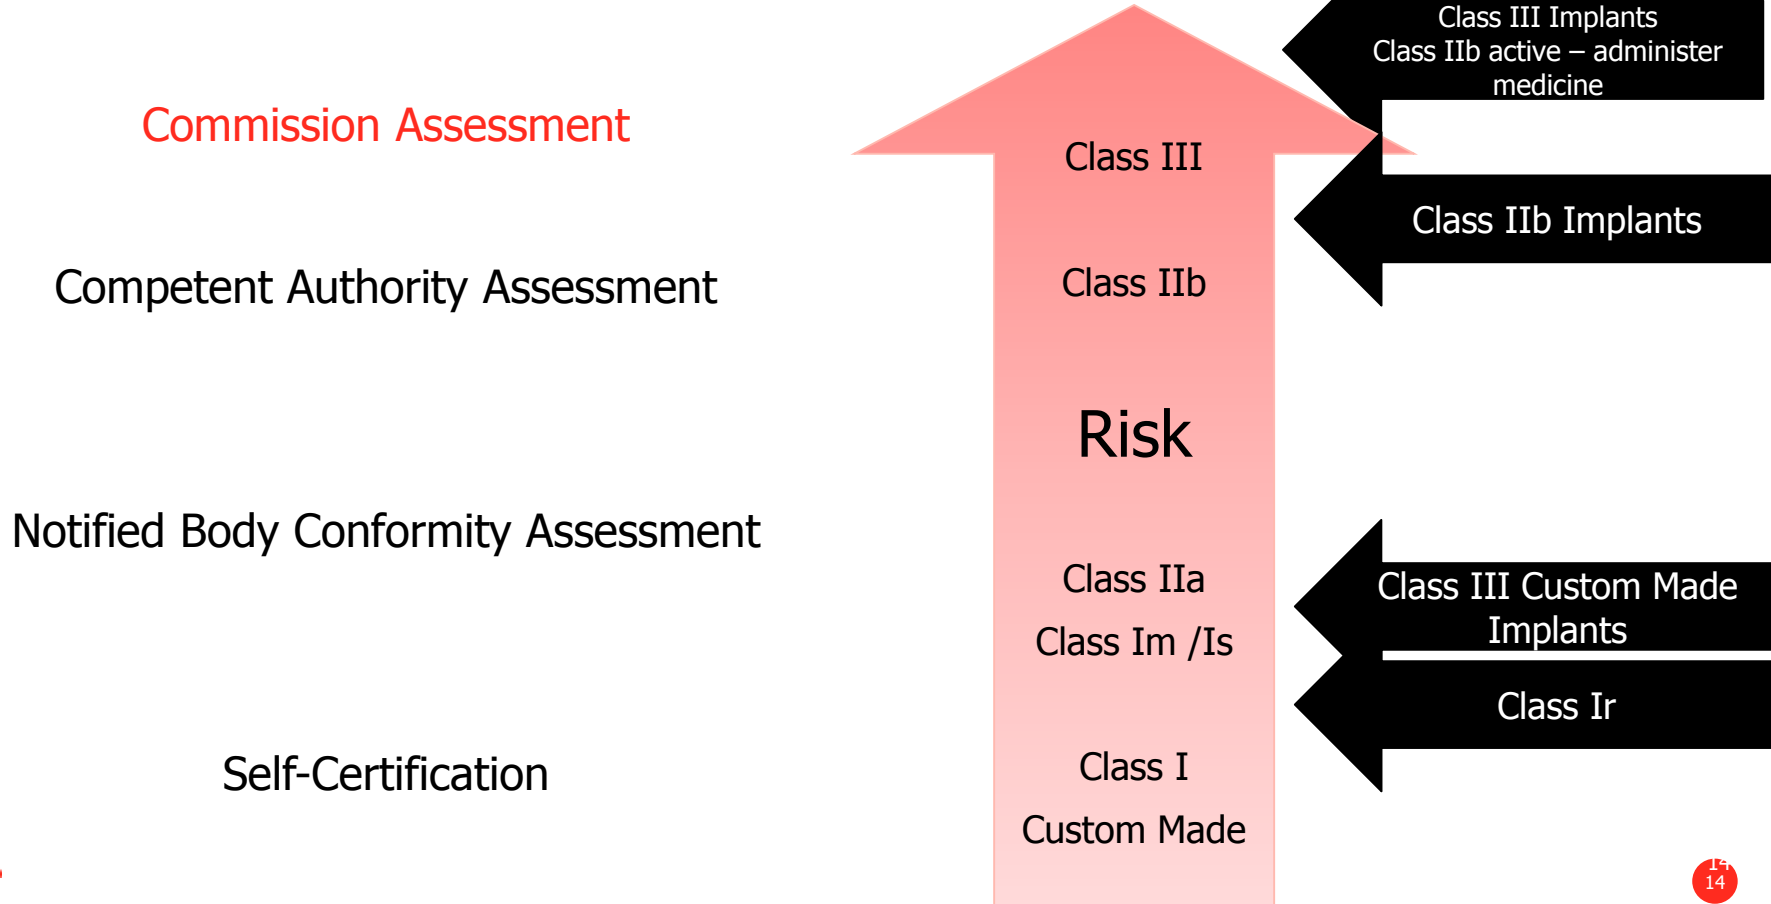 Commission Assessment
Competent Authority Assessment
Notified Body Conformity Assessment
Self-Certification
Class III
Class IIb
Risk
Class IIa
Class Im /Is
Class I
Custom Made
Class III Implants
Class IIb active – administer
medicine
Class IIb Implants
Class III Custom Made
Implants
Class Ir
14
14